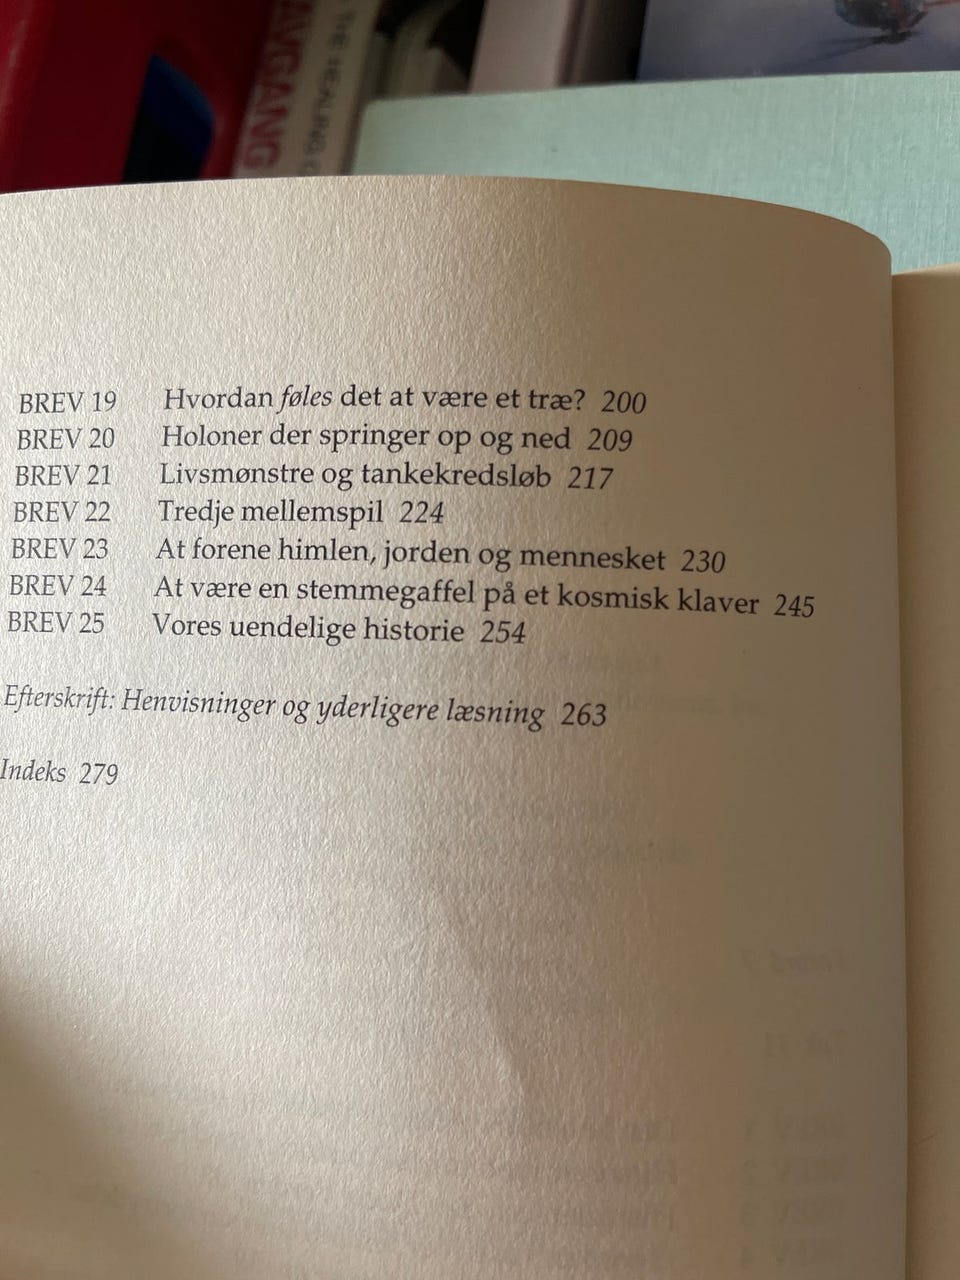 AVGANG
THE HEALING
BREV 19 Hvordan føles det at være et træ? 200
BREV 20 Holoner der springer op og ned 209
BREV 21 Livsmønstre og tankekredsløb 217
BREV 22 Tredje mellemspil 224
BREV 23 At forene himlen, jorden og mennesket 230
BREV 24 At være en stemmegaffel på et kosmisk klaver 245
BREV 25 Vores uendelige historie 254
Efterskrift: Henvisninger og yderligere læsning 263
Indeks 279